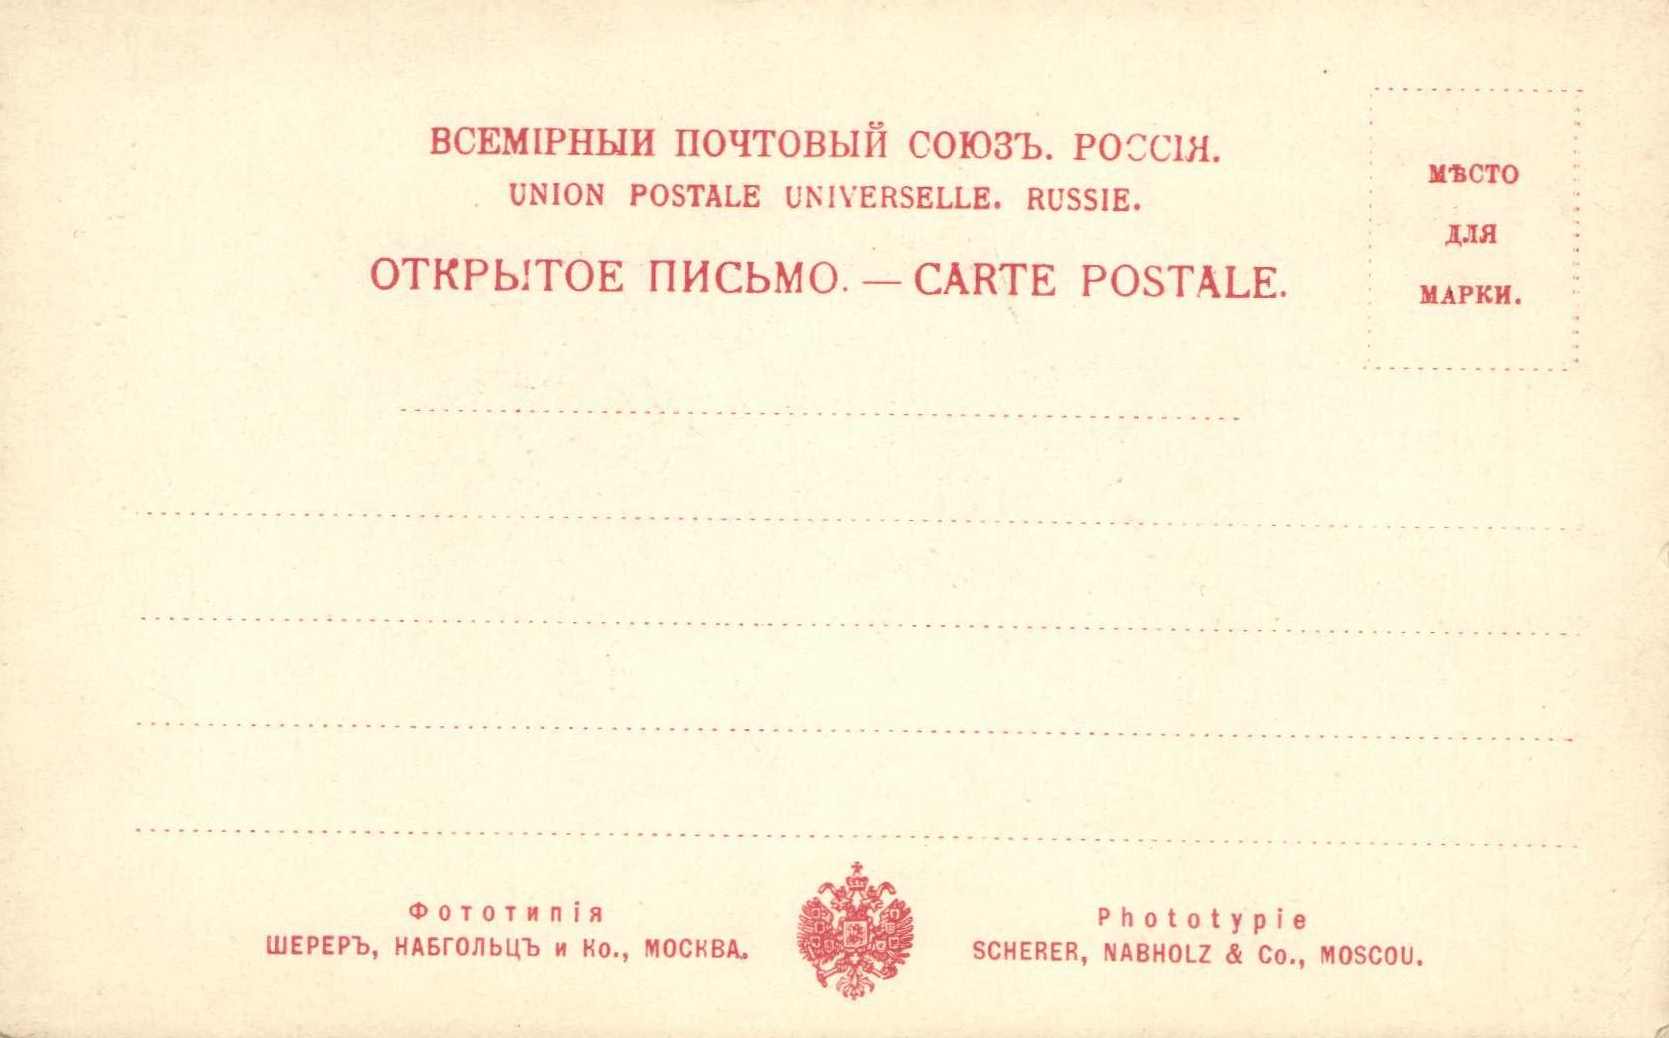 ВСЕМІРНЫИ ПОЧТОВЫЙ СОЮЗЪ. РОССІЯ.
UNION POSTALE UNIVERSELLE. RUSSIE.
ОТКРЫТОЕ ПИСЬМО. — CARTE POSTALE.
МѢСТО
ДЛЯ
МАРКИ.
Фототипія
ШЕРЕРЪ, НАБГОЛЬЦЪ и Ко., МОСКВА.
Phototypie
SCHERER, NABHOLZ & Co., MOSCOU.